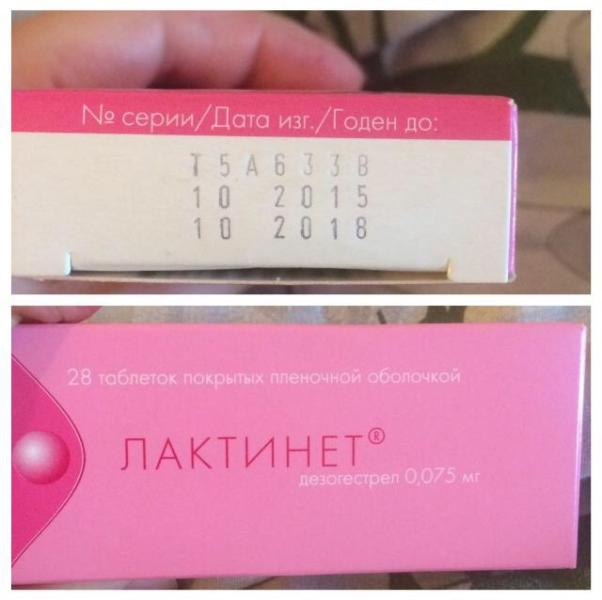 № серии/Дата изг./Годен до:
T5A633B
10 2015
10 2018
28 таблеток покрытых пленочной оболочкой
ЛАКТИНЕТ®
дезогестрел 0,075 мг